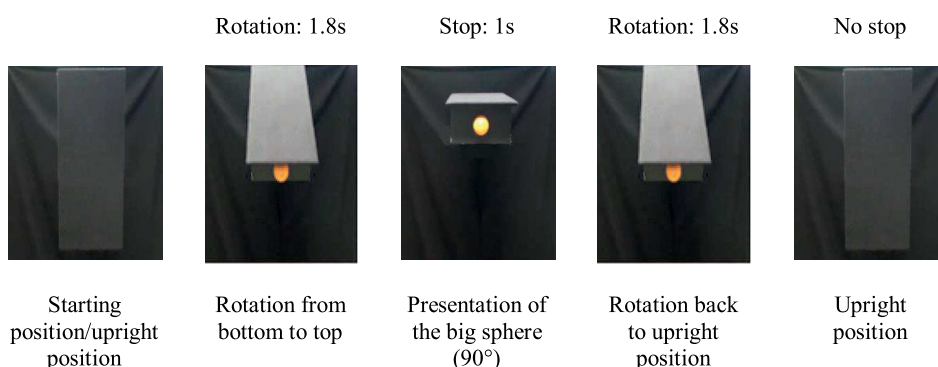 Rotation: 1.8s
Stop: 1s
Rotation: 1.8s
No stop
Starting
position/upright
position
Rotation from
bottom to top
Presentation of
the big sphere
(90°)
Rotation back
to upright
position
Upright
position